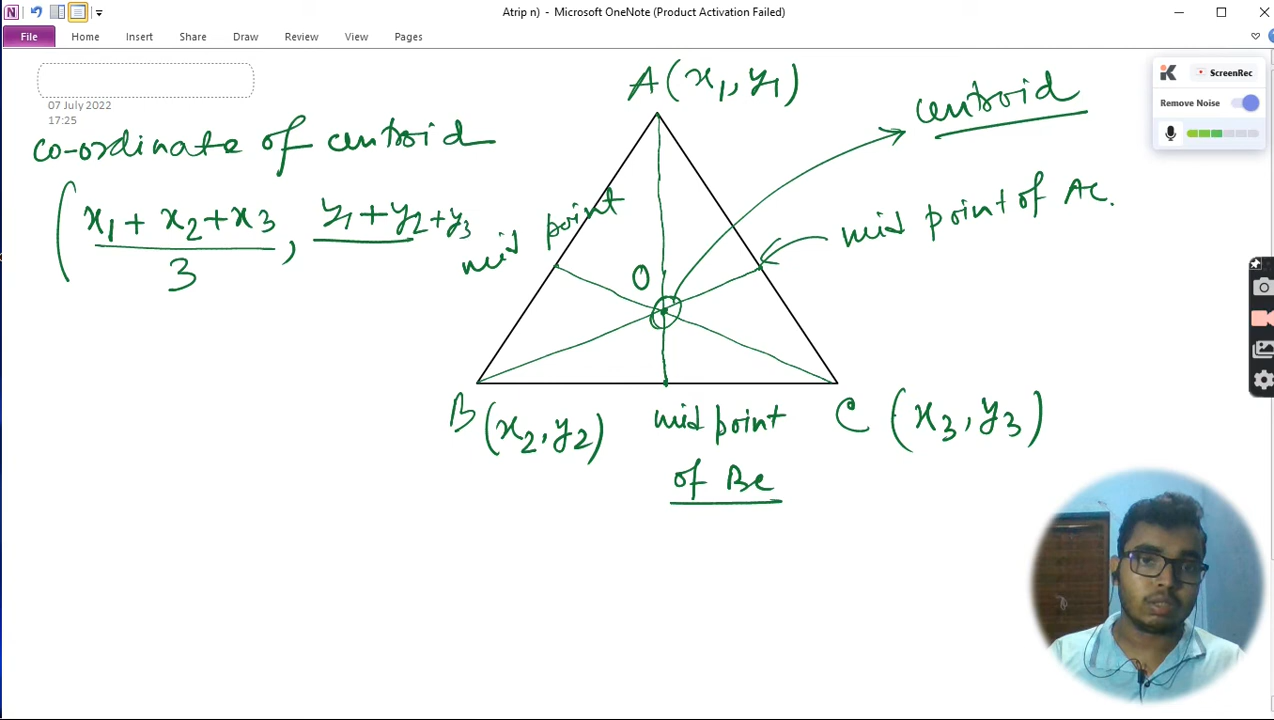 Atrip n) - Microsoft OneNote (Product Activation Failed)
File Home Insert Share Draw Review View Pages
ScreenRec
Remove Noise
07 July 2022
17:25
co-ordinate of centroid
(x1 + x2 + x3 / 3, y1 + y2 + y3
A (x1, y1)
centroid
mid point of AC.
mid point
O
B (x2, y2)
mid point
of BC
C (x3, y3)